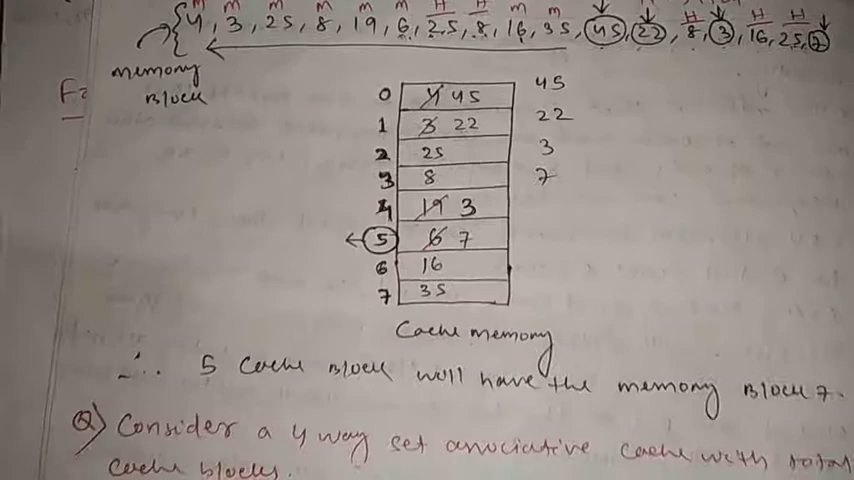 m m m m m m H H m m H H H
{4, 3, 25, 8, 19, 6, 25, 8, 16, 35, 45, 22, 8, 3, 16, 25, 7
memory
Block
0 4 45 45
1 3 22 22
2 25 3
3 8 7
4 19 3
5 6 7
6 16
7 35
Cache memory
∴ 5 Cache Block will have the memory Block 7.
Q) Consider a 4 way set associative cache with total
cache blocks.